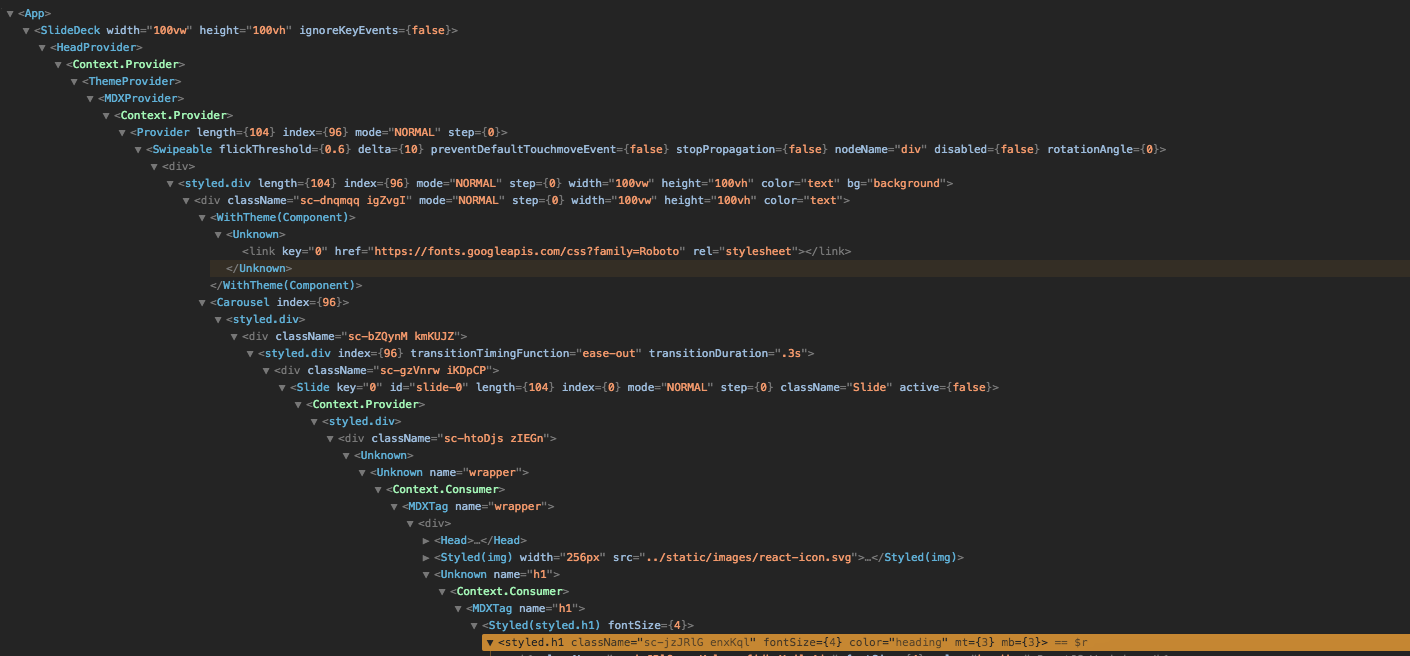 ▼ <App>
▼ <SlideDeck width="100vw" height="100vh" ignoreKeyEvents={false}>
▼ <HeadProvider>
▼ <Context.Provider>
▼ <ThemeProvider>
▼ <MDXProvider>
▼ <Context.Provider>
▼ <Provider length={104} index={96} mode="NORMAL" step={0}>
▼ <Swipeable flickThreshold={0.6} delta={10} preventDefaultTouchmoveEvent={false} stopPropagation={false} nodeName="div" disabled={false} rotationAngle={0}>
▼ <div>
▼ <styled.div length={104} index={96} mode="NORMAL" step={0} width="100vw" height="100vh" color="text" bg="background">
▼ <div className="sc-dnqmqq igZvgI" mode="NORMAL" step={0} width="100vw" height="100vh" color="text">
▼ <WithTheme(Component)>
▼ <Unknown>
<link key="0" href="https://fonts.googleapis.com/css?family=Roboto" rel="stylesheet"></link>
</Unknown>
</WithTheme(Component)>
▼ <Carousel index={96}>
▼ <styled.div>
▼ <div className="sc-bZQynM kmKUJZ">
▼ <styled.div index={96} transitionTimingFunction="ease-out" transitionDuration=".3s">
▼ <div className="sc-gzVnrw iKDpCP">
▼ <Slide key="0" id="slide-0" length={104} index={0} mode="NORMAL" step={0} className="Slide" active={false}>
▼ <Context.Provider>
▼ <styled.div>
▼ <div className="sc-htoDjs zIEGn">
▼ <Unknown>
▼ <Unknown name="wrapper">
▼ <Context.Consumer>
▼ <MDXTag name="wrapper">
▼ <div>
▶ <Head>…</Head>
▶ <Styled(img) width="256px" src="../static/images/react-icon.svg">…</Styled(img)>
▼ <Unknown name="h1">
▼ <Context.Consumer>
▼ <MDXTag name="h1">
▼ <Styled(styled.h1) fontSize={4}>
▼ <styled.h1 className="sc-jzJRlG enxKql" fontSize={4} color="heading" mt={3} mb={3}> == $r